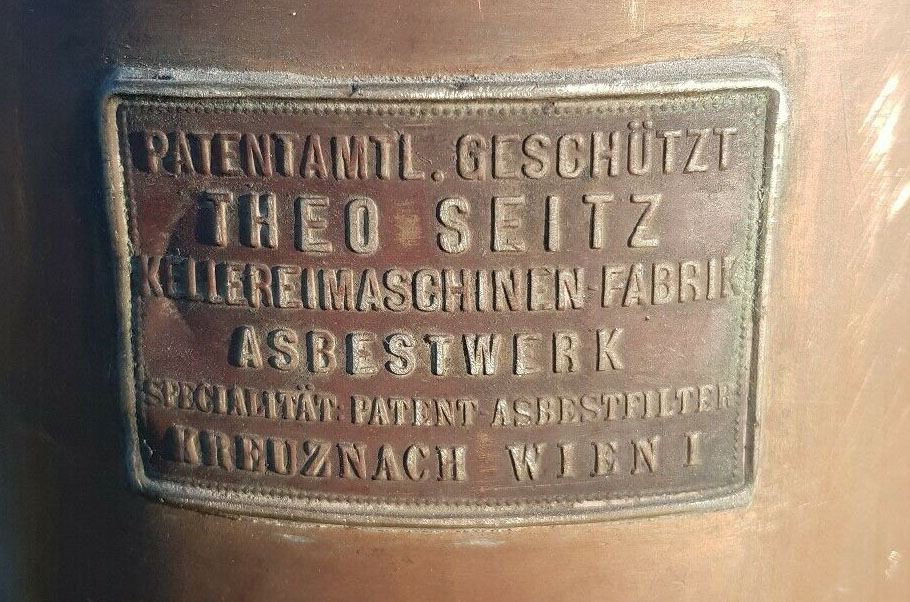 PATENTAMTL. GESCHÜTZT
THEO SEITZ
KELLEREIMASCHINEN-FABRIK
ASBESTWERK
SPECIALITÄT: PATENT-ASBESTFILTER
KREUZNACH WIEN I